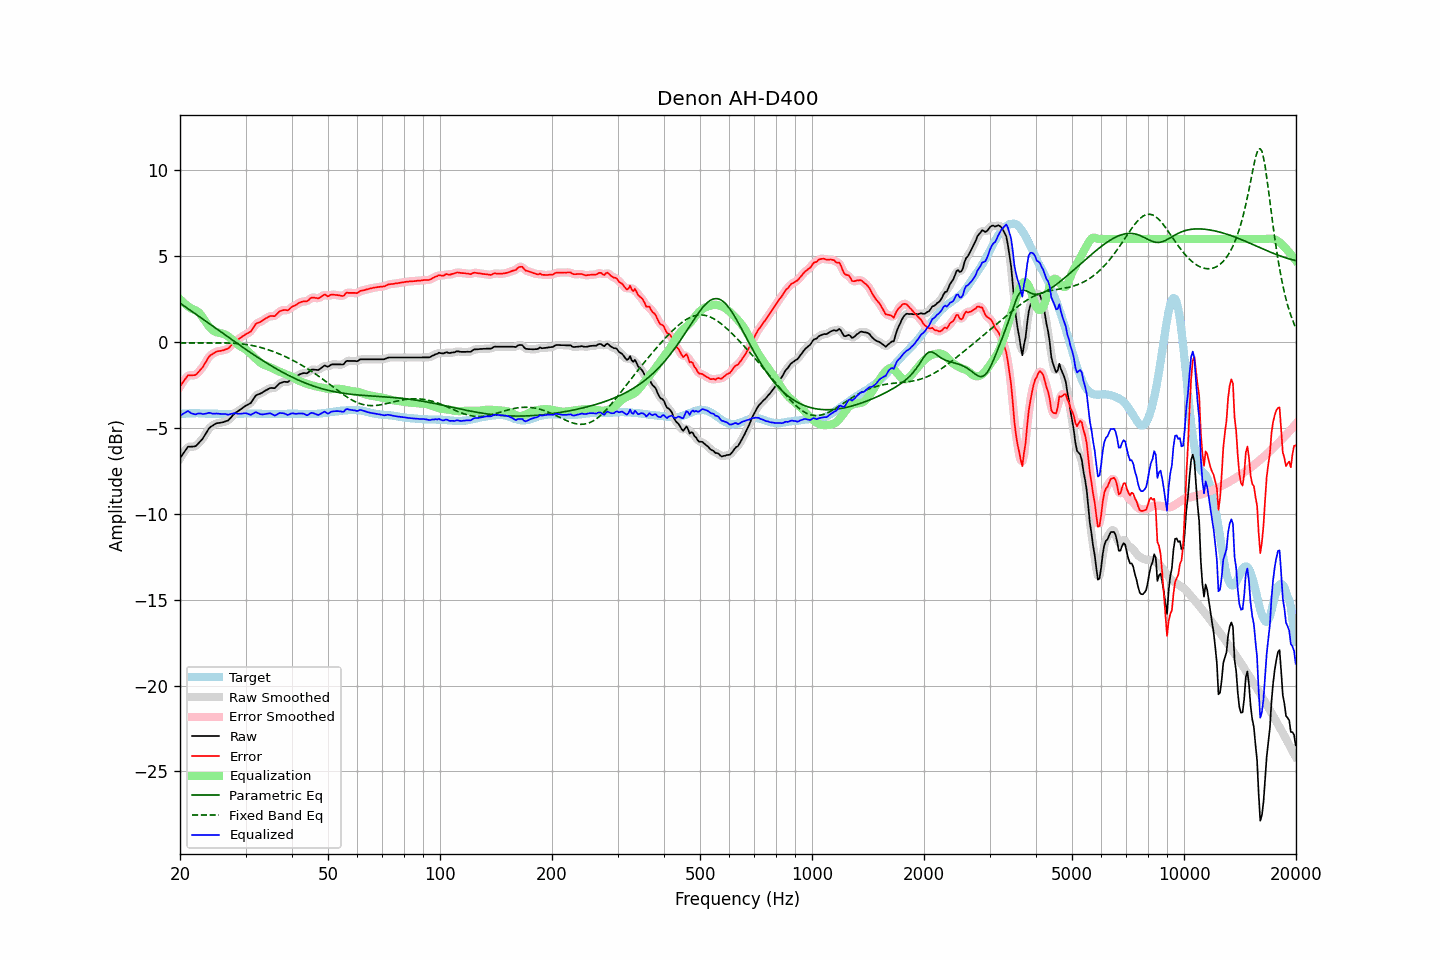 Denon AH-D400
10
5
0
−5
−10
−15
−20
−25
Amplitude (dBr)
Target
Raw Smoothed
Error Smoothed
Raw
Error
Equalization
Parametric Eq
Fixed Band Eq
Equalized
20 50 100 200 500 1000 2000 5000 10000 20000
Frequency (Hz)